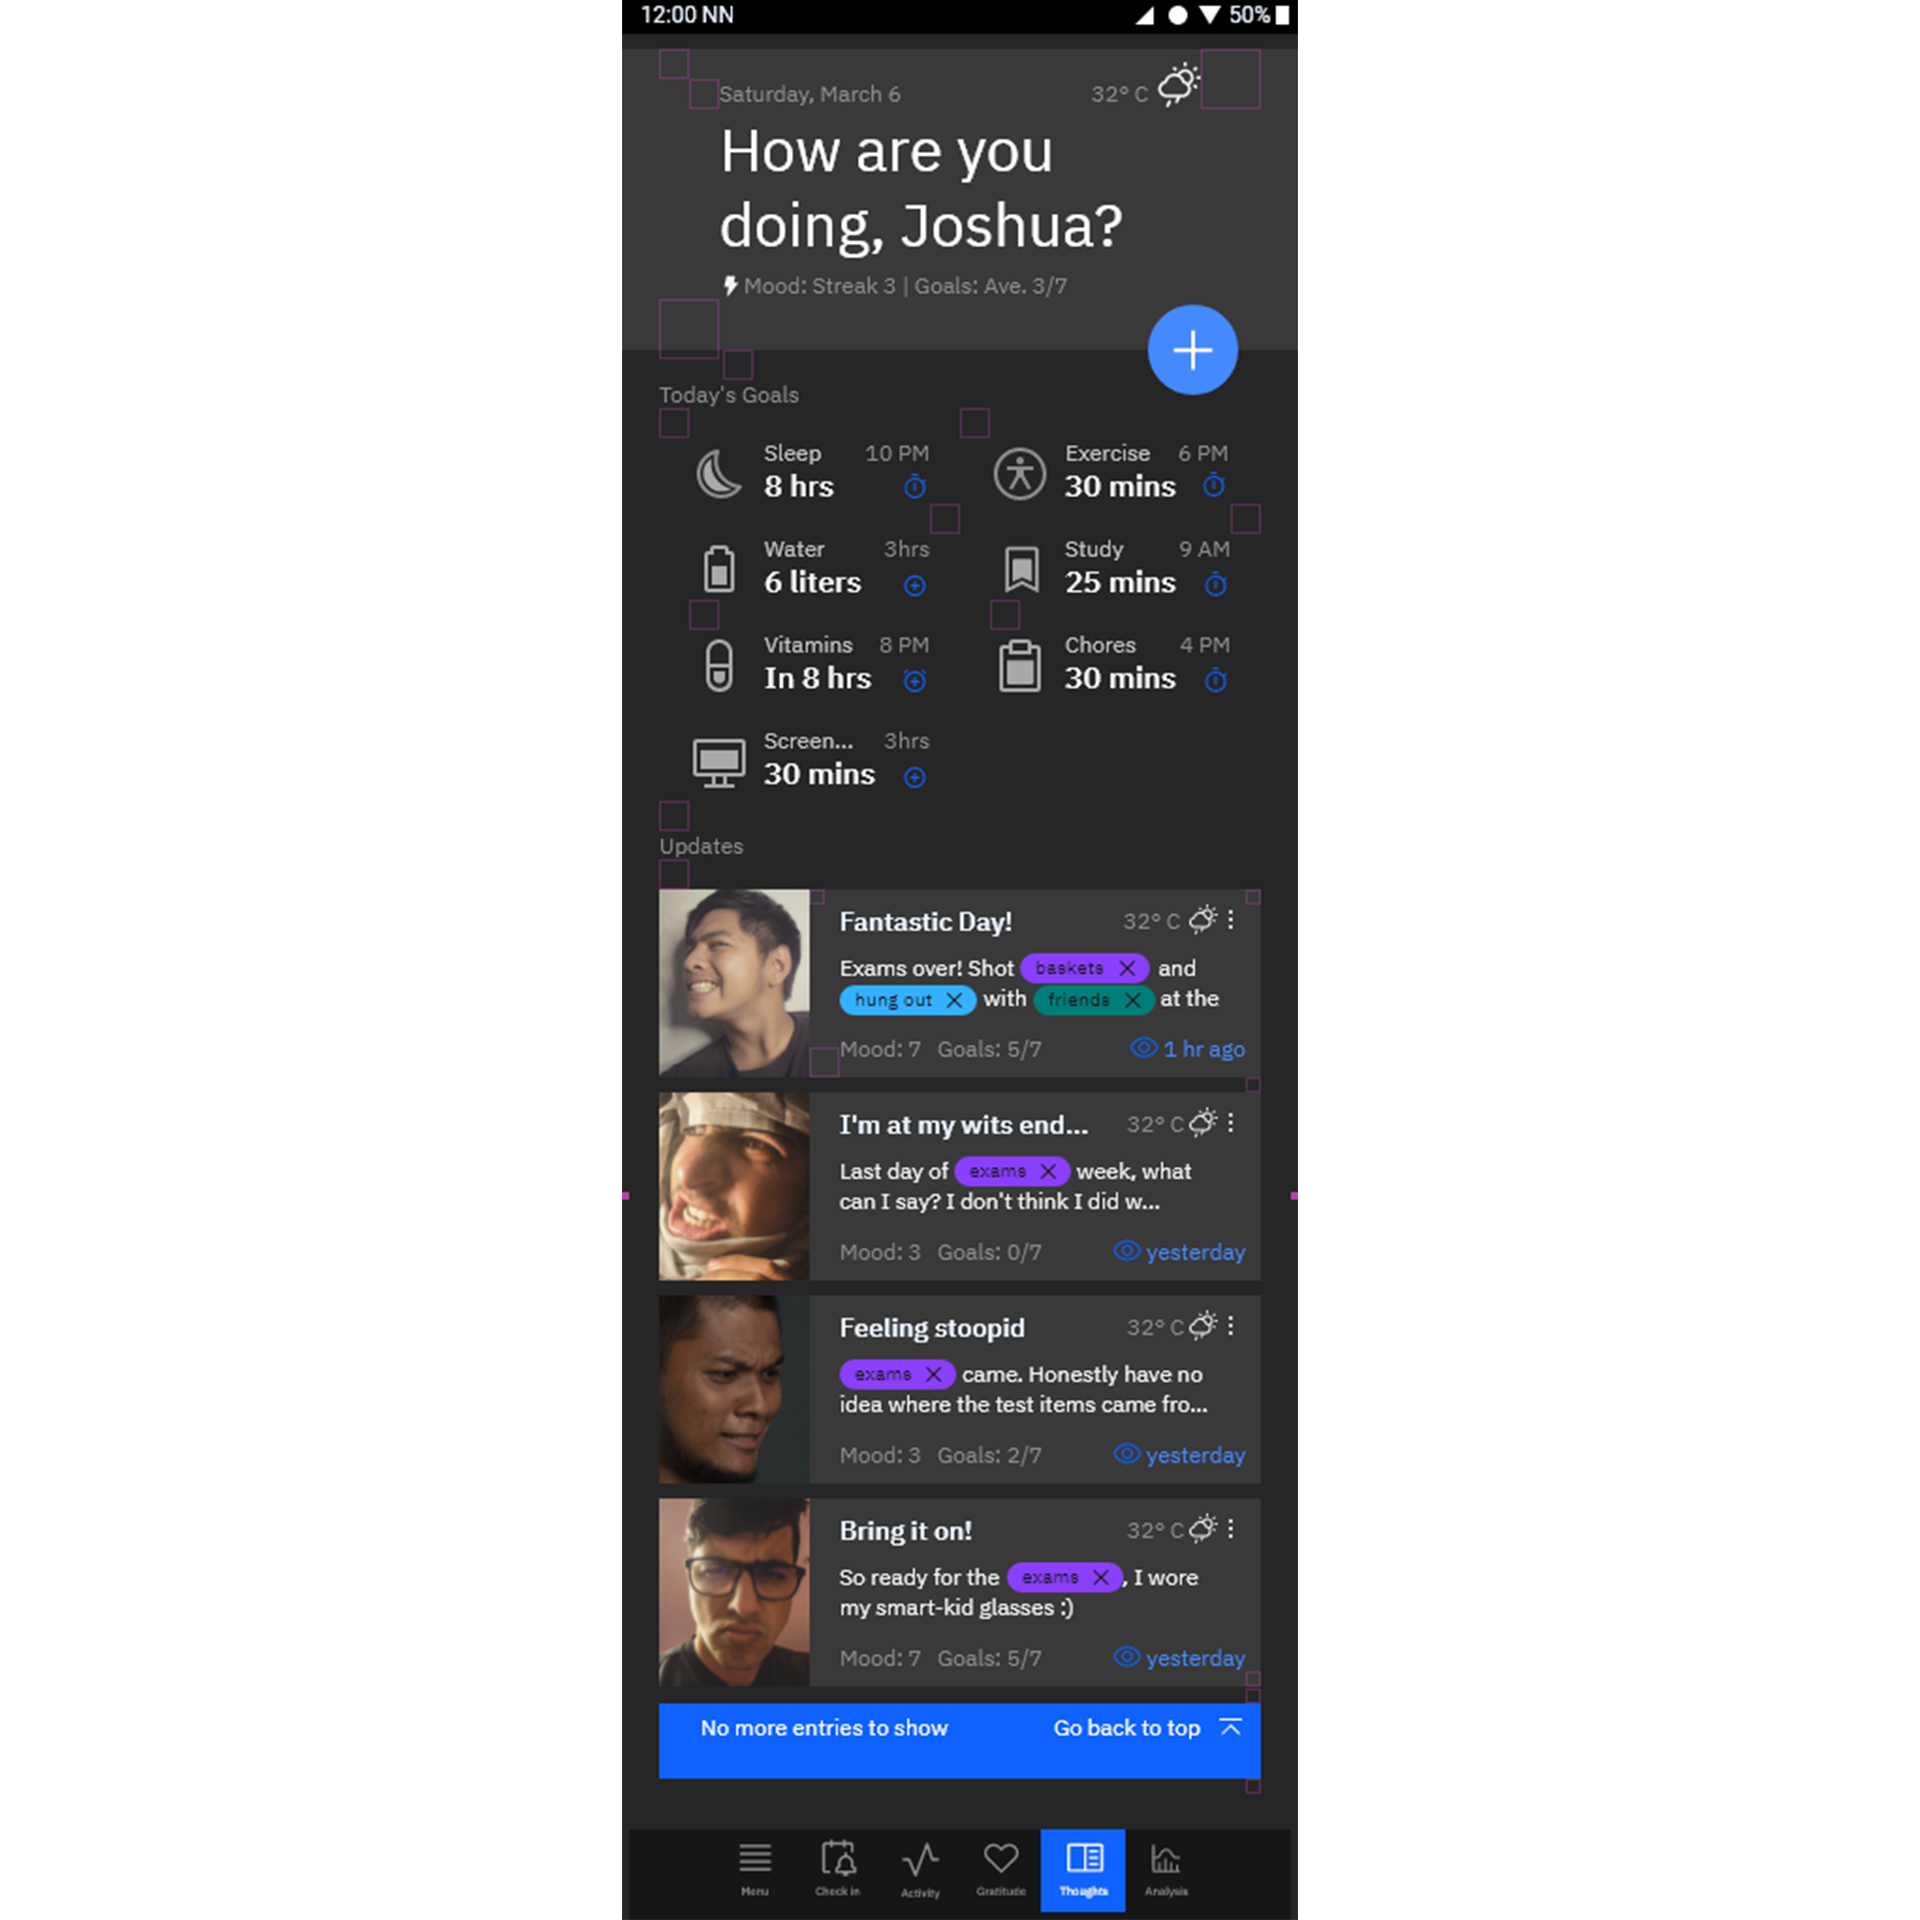 12:00 NN 50%
Saturday, March 6 32° C
How are you
doing, Joshua?
Mood: Streak 3 | Goals: Ave. 3/7
Today's Goals
Sleep 10 PM
8 hrs
Exercise 6 PM
30 mins
Water 3hrs
6 liters
Study 9 AM
25 mins
Vitamins 8 PM
In 8 hrs
Chores 4 PM
30 mins
Screen... 3hrs
30 mins
Updates
Fantastic Day! 32° C
Exams over! Shot baskets and
hung out with friends at the
Mood: 7 Goals: 5/7 1 hr ago
I'm at my wits end... 32° C
Last day of exams week, what
can I say? I don't think I did w...
Mood: 3 Goals: 0/7 yesterday
Feeling stoopid 32° C
exams came. Honestly have no
idea where the test items came fro...
Mood: 3 Goals: 2/7 yesterday
Bring it on! 32° C
So ready for the exams , I wore
my smart-kid glasses :)
Mood: 7 Goals: 5/7 yesterday
No more entries to show Go back to top
Menu Check in Activity Gratitude Thoughts Analysis